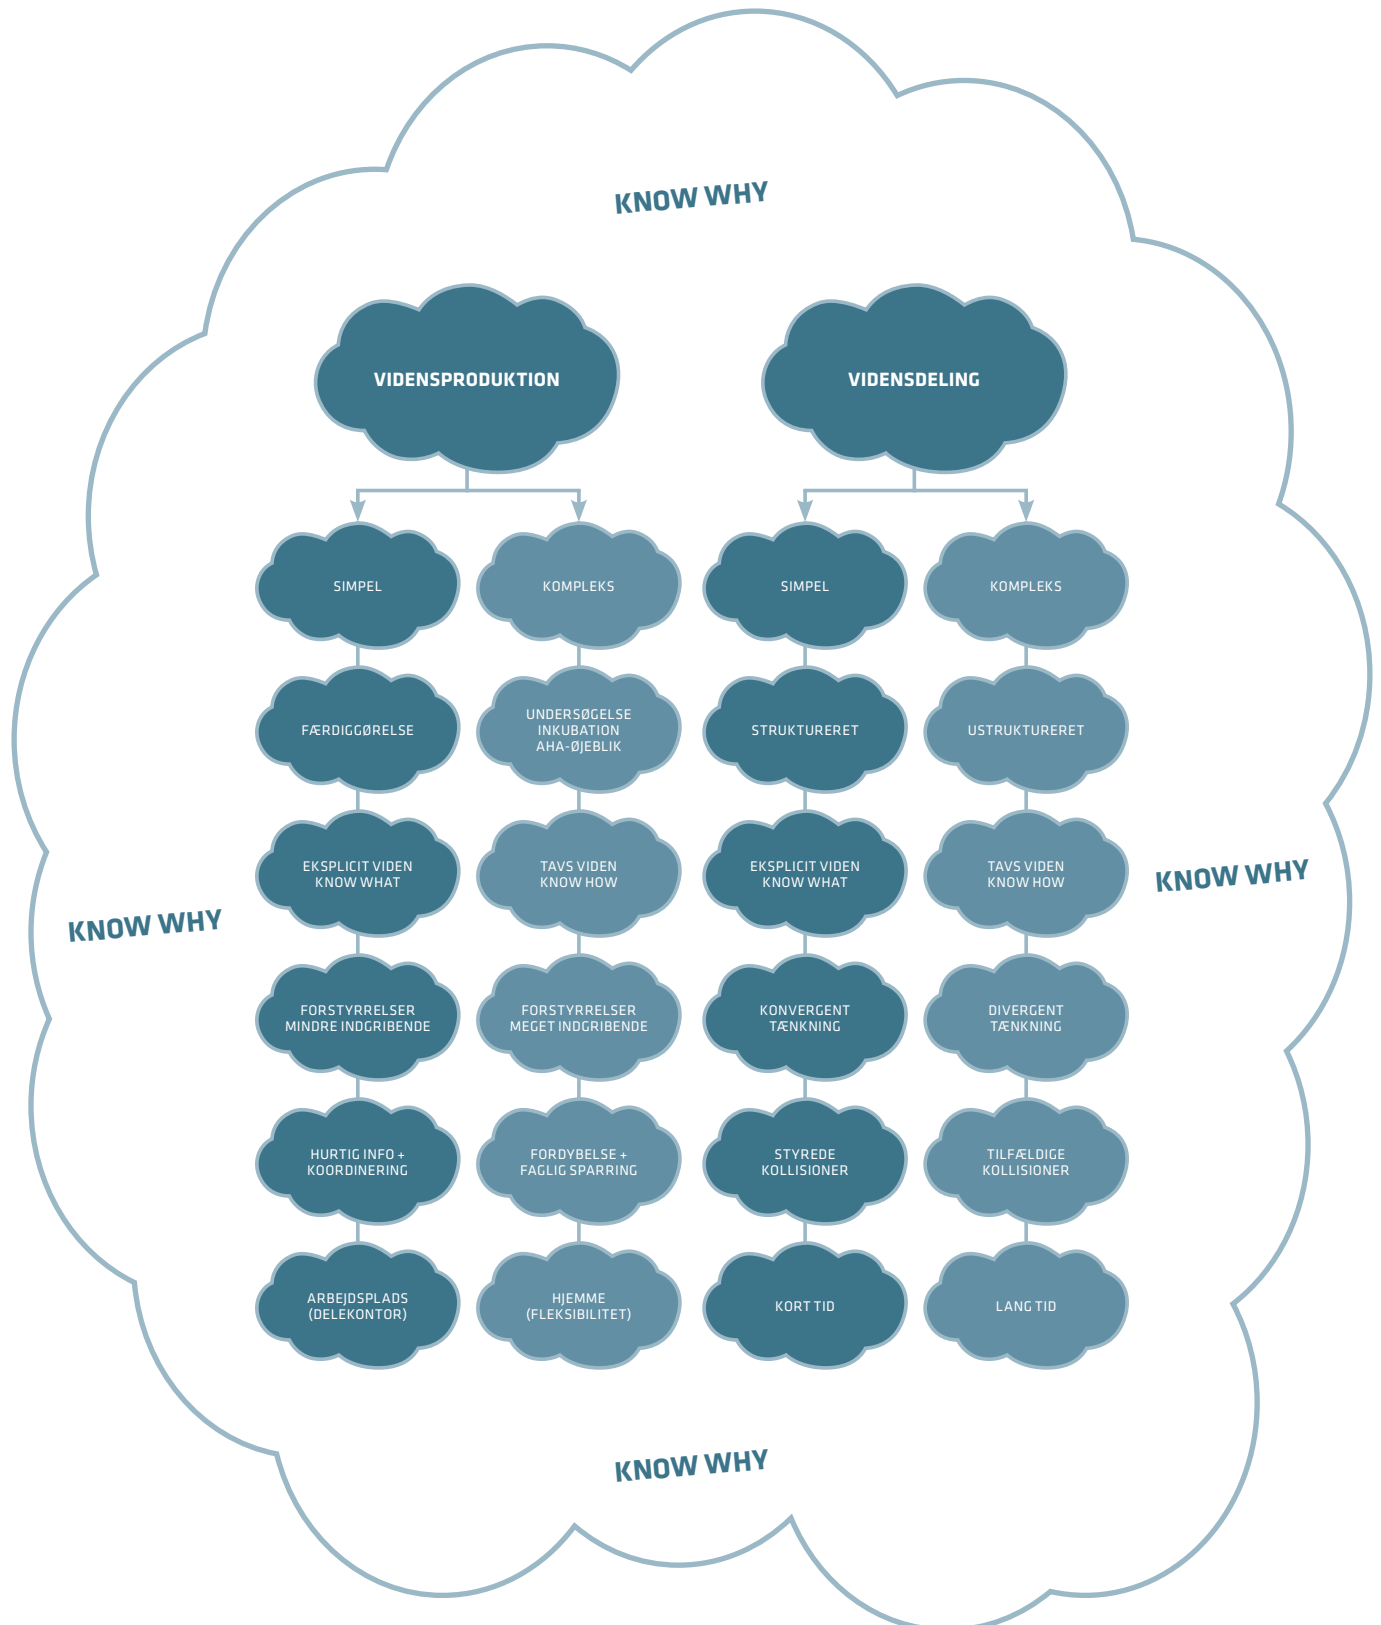 KNOW WHY
VIDENSPRODUKTION
VIDENSDELING
SIMPEL
KOMPLEKS
SIMPEL
KOMPLEKS
FÆRDIGGØRELSE
UNDERSØGELSE
INKUBATION
AHA-ØJEBLIK
STRUKTURERET
USTRUKTURERET
EKSPLICIT VIDEN
KNOW WHAT
TAVS VIDEN
KNOW HOW
EKSPLICIT VIDEN
KNOW WHAT
TAVS VIDEN
KNOW HOW
KNOW WHY
KNOW WHY
FORSTYRRELSER
MINDRE INDGRIBENDE
FORSTYRRELSER
MEGET INDGRIBENDE
KONVERGENT
TÆNKNING
DIVERGENT
TÆNKNING
HURTIG INFO +
KOORDINERING
FORDYBELSE +
FAGLIG SPARRING
STYREDE
KOLLISIONER
TILFÆLDIGE
KOLLISIONER
ARBEJDSPLADS
(DELEKONTOR)
HJEMME
(FLEKSIBILITET)
KORT TID
LANG TID
KNOW WHY